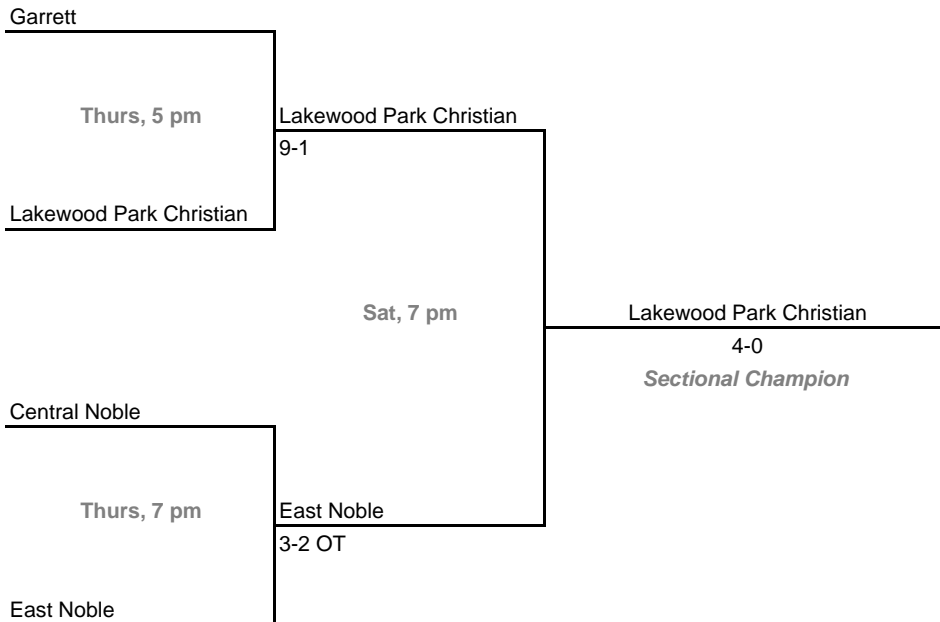 Garrett
Thurs, 5 pm
Lakewood Park Christian
9-1
Lakewood Park Christian
Sat, 7 pm
Lakewood Park Christian
4-0
Sectional Champion
Central Noble
Thurs, 7 pm
East Noble
3-2 OT
East Noble